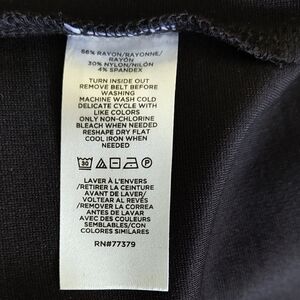 66% RAYON/RAYONNE/
RAYÓN
30% NYLON/NILÓN
4% SPANDEX
TURN INSIDE OUT
REMOVE BELT BEFORE
WASHING
MACHINE WASH COLD
DELICATE CYCLE WITH
LIKE COLORS
ONLY NON-CHLORINE
BLEACH WHEN NEEDED
RESHAPE DRY FLAT
COOL IRON WHEN
NEEDED
30
P
LAVER À L'ENVERS
/RETIRER LA CEINTURE
AVANT DE LAVER/
VOLTEAR AL REVÉS
/REMOVER LA CORREA
ANTES DE LAVAR/
AVEC DES COULEURS
SEMBLABLES/CON
COLORES SIMILARES
RN#77379